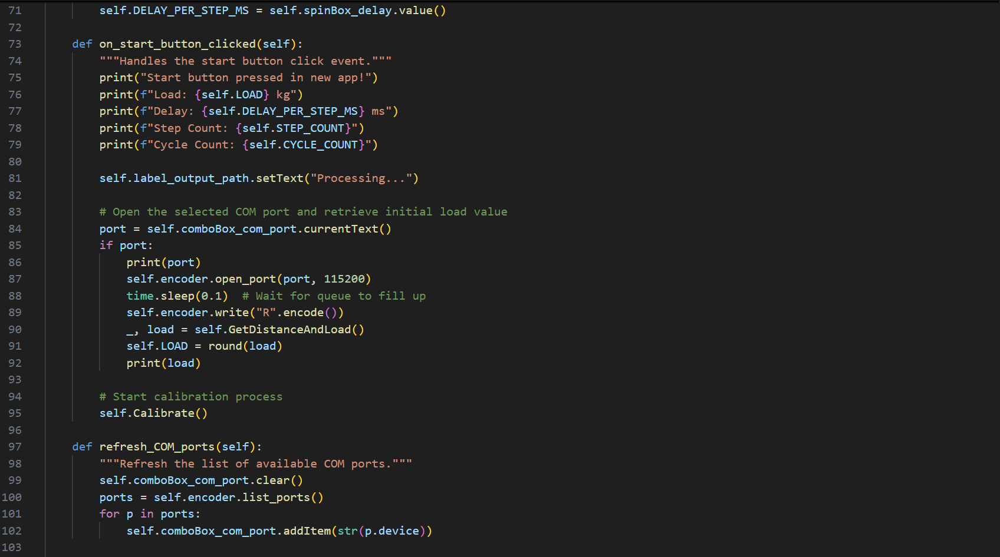 71 self.DELAY_PER_STEP_MS = self.spinBox_delay.value()
72
73 def on_start_button_clicked(self):
74 """Handles the start button click event."""
75 print("Start button pressed in new app!")
76 print(f"Load: {self.LOAD} kg")
77 print(f"Delay: {self.DELAY_PER_STEP_MS} ms")
78 print(f"Step Count: {self.STEP_COUNT}")
79 print(f"Cycle Count: {self.CYCLE_COUNT}")
80
81 self.label_output_path.setText("Processing...")
82
83 # Open the selected COM port and retrieve initial load value
84 port = self.comboBox_com_port.currentText()
85 if port:
86 print(port)
87 self.encoder.open_port(port, 115200)
88 time.sleep(0.1)  # Wait for queue to fill up
89 self.encoder.write("R".encode())
90 _, load = self.GetDistanceAndLoad()
91 self.LOAD = round(load)
92 print(load)
93
94 # Start calibration process
95 self.Calibrate()
96
97 def refresh_COM_ports(self):
98 """Refresh the list of available COM ports."""
99 self.comboBox_com_port.clear()
100 ports = self.encoder.list_ports()
101 for p in ports:
102 self.comboBox_com_port.addItem(str(p.device))
103